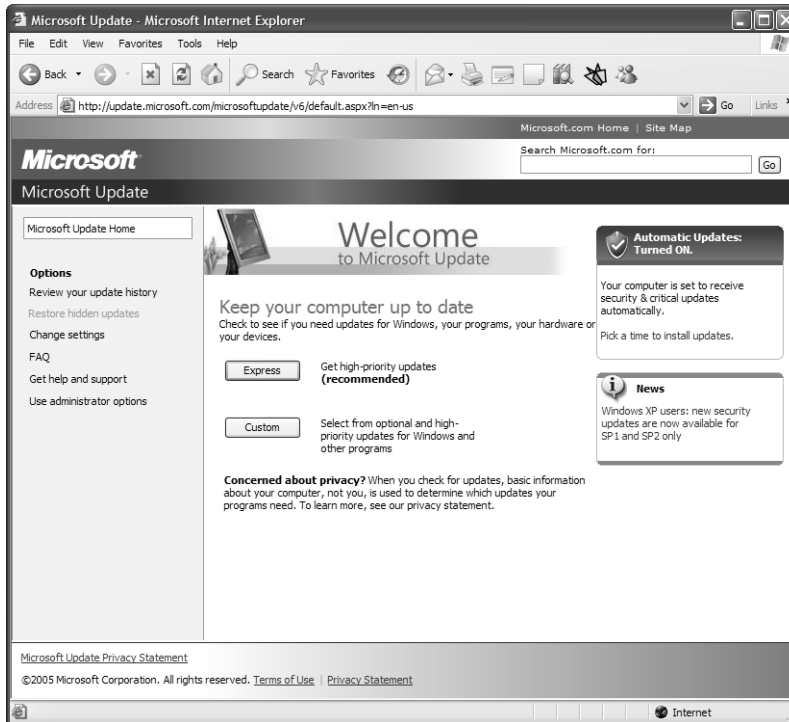 Microsoft Update - Microsoft Internet Explorer
File Edit View Favorites Tools Help
Back Search Favorites
Address http://update.microsoft.com/microsoftupdate/v6/default.aspx?ln=en-us Go Links
Microsoft.com Home | Site Map
Microsoft
Search Microsoft.com for:
Go
Microsoft Update
Microsoft Update Home
Options
Review your update history
Restore hidden updates
Change settings
FAQ
Get help and support
Use administrator options
Welcome
to Microsoft Update
Keep your computer up to date
Check to see if you need updates for Windows, your programs, your hardware or
your devices.
Express
Get high-priority updates
(recommended)
Custom
Select from optional and high-
priority updates for Windows and
other programs
Concerned about privacy? When you check for updates, basic information
about your computer, not you, is used to determine which updates your
programs need. To learn more, see our privacy statement.
Automatic Updates:
Turned ON.
Your computer is set to receive
security & critical updates
automatically.
Pick a time to install updates.
News
Windows XP users: new security
updates are now available for
SP1 and SP2 only
Microsoft Update Privacy Statement
©2005 Microsoft Corporation. All rights reserved. Terms of Use | Privacy Statement
Internet